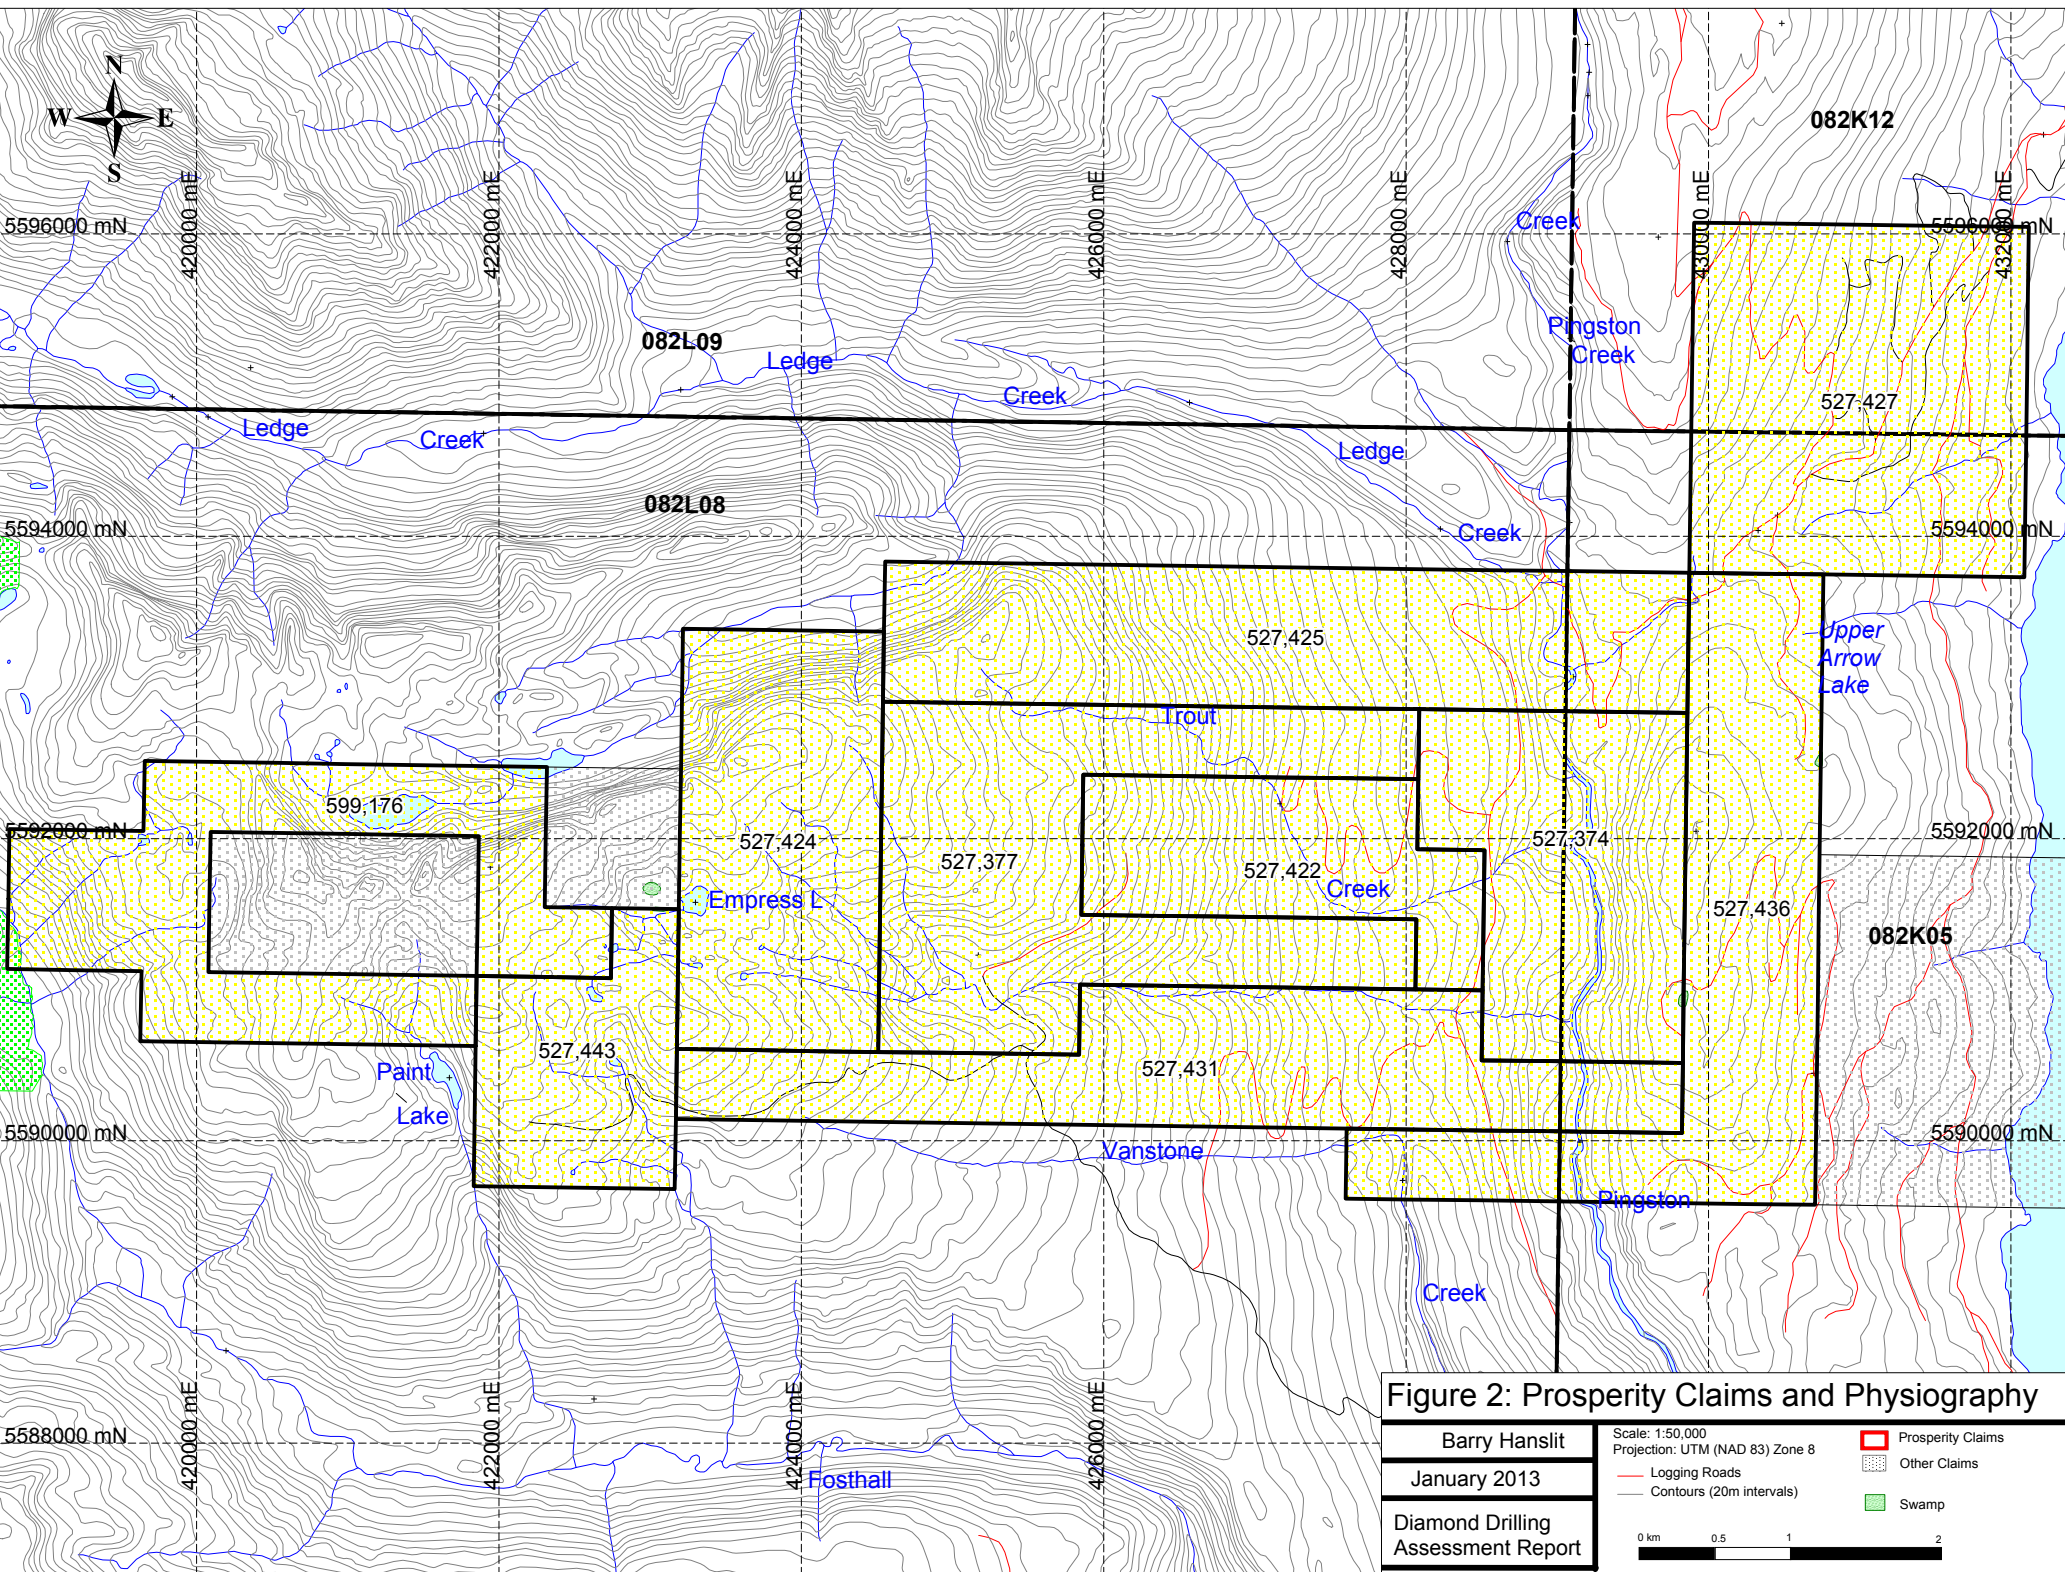 N
W E
S
082K12
420000 mE
422000 mE
424000 mE
426000 mE
428000 mE
430000 mE
432000 mE
5596000 mN
Creek
5596000 mN
Pingston
Creek
082L09
Ledge
Creek
527,427
Ledge
Creek
Ledge
082L08
5594000 mN
Creek
5594000 mN
527,425
Upper
Arrow
Lake
Trout
599,176
5592000 mN
527,424
527,377
527,422
Creek
527,374
5592000 mN
Empress L
527,436
082K05
527,443
Paint
Lake
527,431
5590000 mN
Vanstone
5590000 mN
Pingston
Creek
5588000 mN
420000 mE
422000 mE
424000 mE
426000 mE
Fosthall
Figure 2: Prosperity Claims and Physiography
Barry Hanslit
January 2013
Diamond Drilling
Assessment Report
Scale: 1:50,000
Projection: UTM (NAD 83) Zone 8
Logging Roads
Contours (20m intervals)
Prosperity Claims
Other Claims
Swamp
0 km 0.5 1 2